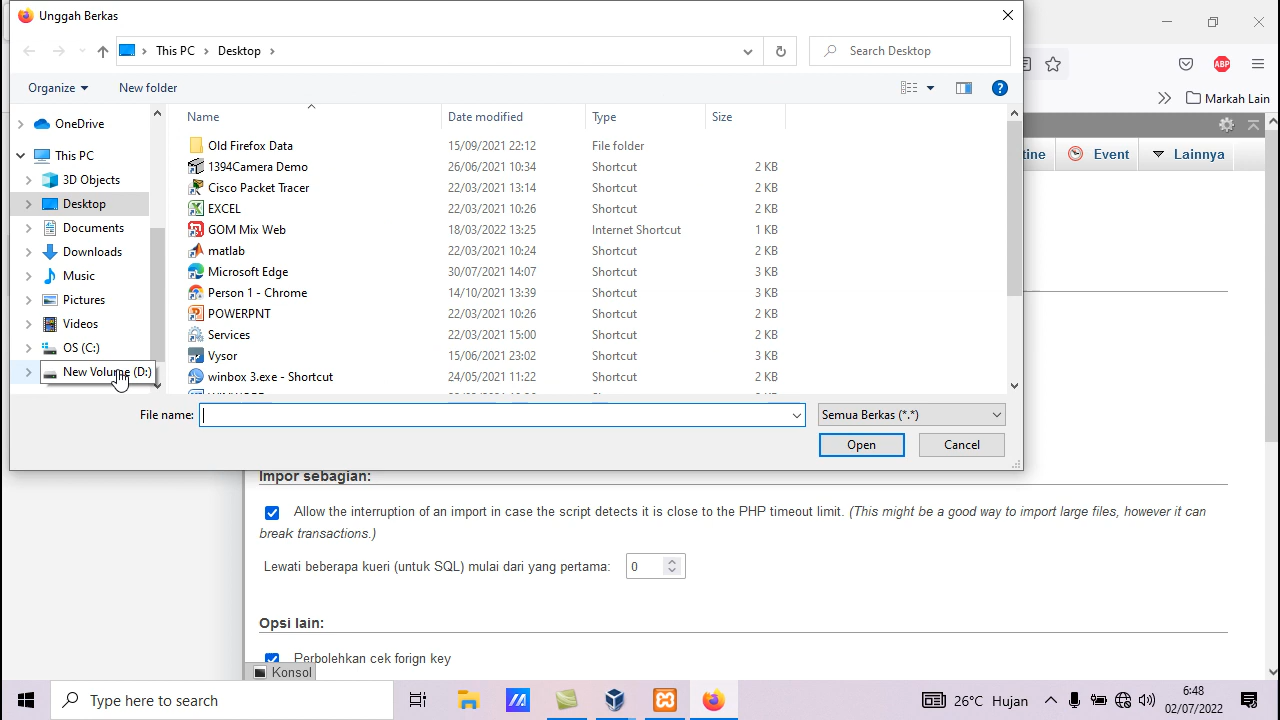 Unggah Berkas
This PC > Desktop >
Search Desktop
Organize
New folder
Markah Lain
ABP
Event
Lainnya
Name Date modified Type Size
OneDrive
This PC
3D Objects
Desktop
Documents
Downloads
Music
Pictures
Videos
OS (C:)
New Volume (D:)
Old Firefox Data 15/09/2021 22:12 File folder
1394Camera Demo 26/06/2021 10:34 Shortcut 2 KB
Cisco Packet Tracer 22/03/2021 13:14 Shortcut 2 KB
EXCEL 22/03/2021 10:26 Shortcut 2 KB
GOM Mix Web 18/03/2022 13:25 Internet Shortcut 1 KB
matlab 22/03/2021 10:24 Shortcut 2 KB
Microsoft Edge 30/07/2021 14:07 Shortcut 3 KB
Person 1 - Chrome 14/10/2021 13:39 Shortcut 3 KB
POWERPNT 22/03/2021 10:26 Shortcut 2 KB
Services 22/03/2021 15:00 Shortcut 2 KB
Vysor 15/06/2021 23:02 Shortcut 3 KB
winbox 3.exe - Shortcut 24/05/2021 11:22 Shortcut 2 KB
File name:
Semua Berkas (*.*)
Open
Cancel
Impor sebagian:
Allow the interruption of an import in case the script detects it is close to the PHP timeout limit. (This might be a good way to import large files, however it can
break transactions.)
Lewati beberapa kueri (untuk SQL) mulai dari yang pertama: 0
Opsi lain:
Perbolehkan cek forign key
Konsol
Type here to search
26°C Hujan
6:48
02/07/2022